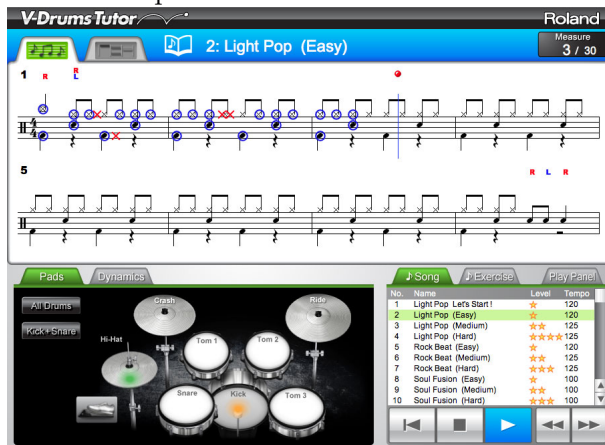 V-Drums Tutor
Roland
2: Light Pop (Easy)
Measure
3 / 30
1
R
R
L
4
4
5
R L R
Pads
Dynamics
All Drums
Kick+Snare
Crash
Ride
Hi-Hat
Tom 1
Tom 2
Snare
Kick
Tom 3
Song
Exercise
Play Panel
No. Name Level Tempo
1 Light Pop Let's Start! 120
2 Light Pop (Easy) 120
3 Light Pop (Medium) 125
4 Light Pop (Hard) 125
5 Rock Beat (Easy) 120
6 Rock Beat (Medium) 125
7 Rock Beat (Hard) 125
8 Soul Fusion (Easy) 100
9 Soul Fusion (Medium) 100
10 Soul Fusion (Hard) 100